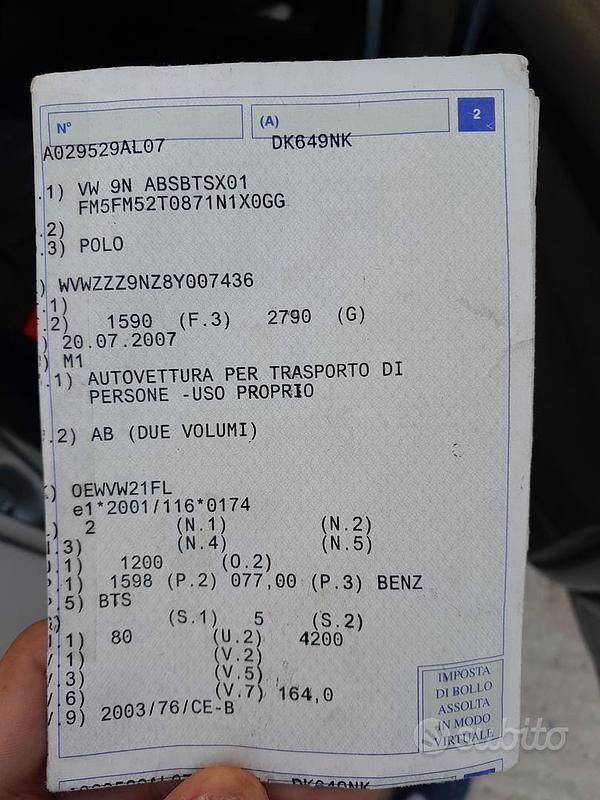 N° (A) 2
A029529AL07 DK649NK
.1) VW 9N ABSBTSX01
FM5FM52T0871N1X0GG
.2)
.3) POLO
) WVWZZZ9NZ8Y007436
.1)
.2) 1590 (F.3) 2790 (G)
) 20.07.2007
) M1
.1) AUTOVETTURA PER TRASPORTO DI
PERSONE -USO PROPRIO
.2) AB (DUE VOLUMI)
) OEWVW21FL
e1*2001/116*0174
.) 2 (N.1) (N.2)
.3) (N.4) (N.5)
.1) 1200 (O.2)
.1) 1598 (P.2) 077,00 (P.3) BENZ
.5) BTS
) (S.1) 5 (S.2)
.1) 80 (U.2) 4200
V.1) (V.2)
V.3) (V.5)
V.6) (V.7) 164,0
V.9) 2003/76/CE-B
IMPOSTA
DI BOLLO
ASSOLTA
IN MODO
VIRTUALE
subito
DK649NK